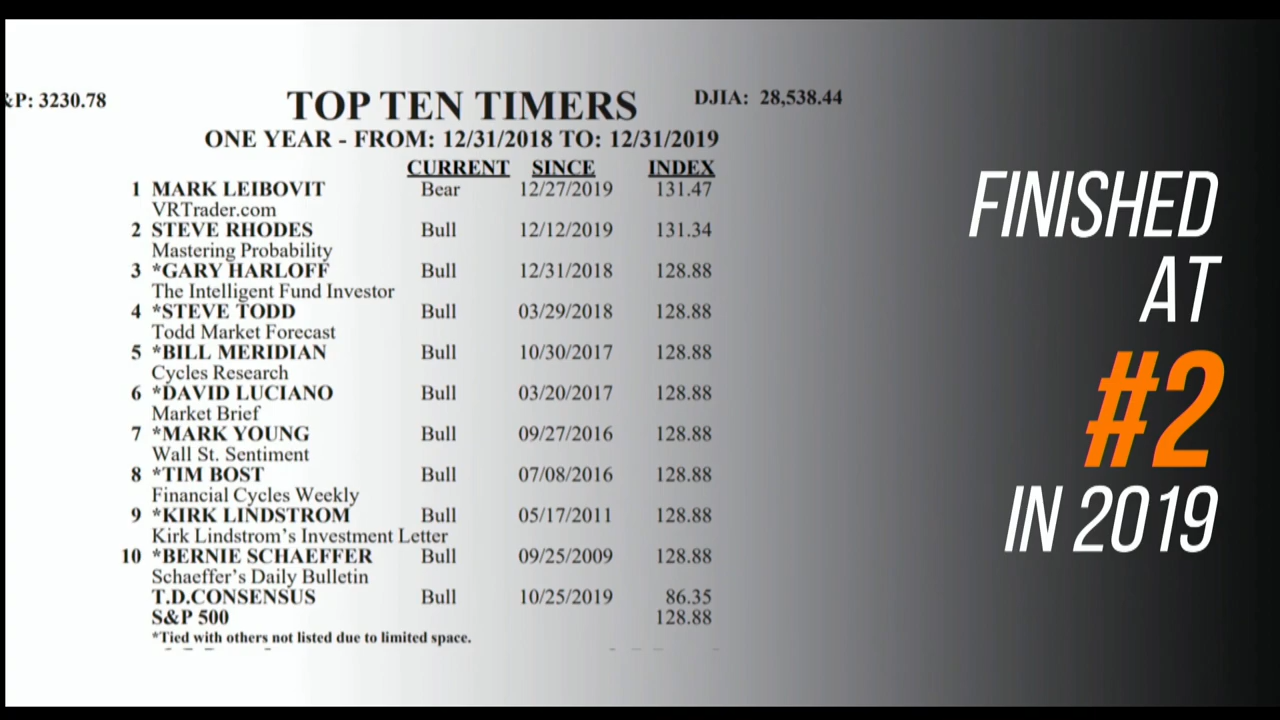 &P: 3230.78
TOP TEN TIMERS
DJIA: 28,538.44
ONE YEAR - FROM: 12/31/2018 TO: 12/31/2019
CURRENT SINCE INDEX
1 MARK LEIBOVIT Bear 12/27/2019 131.47
VRTrader.com
2 STEVE RHODES Bull 12/12/2019 131.34
Mastering Probability
3 *GARY HARLOFF Bull 12/31/2018 128.88
The Intelligent Fund Investor
4 *STEVE TODD Bull 03/29/2018 128.88
Todd Market Forecast
5 *BILL MERIDIAN Bull 10/30/2017 128.88
Cycles Research
6 *DAVID LUCIANO Bull 03/20/2017 128.88
Market Brief
7 *MARK YOUNG Bull 09/27/2016 128.88
Wall St. Sentiment
8 *TIM BOST Bull 07/08/2016 128.88
Financial Cycles Weekly
9 *KIRK LINDSTROM Bull 05/17/2011 128.88
Kirk Lindstrom's Investment Letter
10 *BERNIE SCHAEFFER Bull 09/25/2009 128.88
Schaeffer's Daily Bulletin
T.D.CONSENSUS Bull 10/25/2019 86.35
S&P 500 128.88
*Tied with others not listed due to limited space.
FINISHED
AT
#2
IN 2019